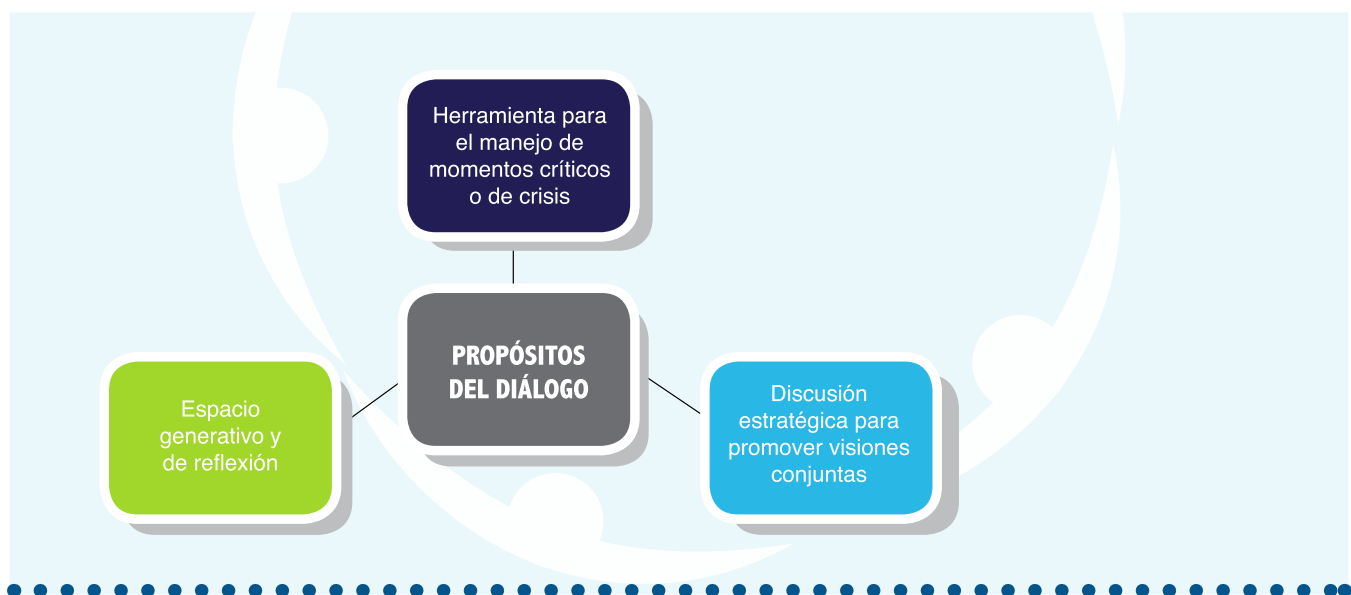 Herramienta para
el manejo de
momentos críticos
o de crisis
PROPÓSITOS
DEL DIÁLOGO
Espacio
generativo y
de reflexión
Discusión
estratégica para
promover visiones
conjuntas